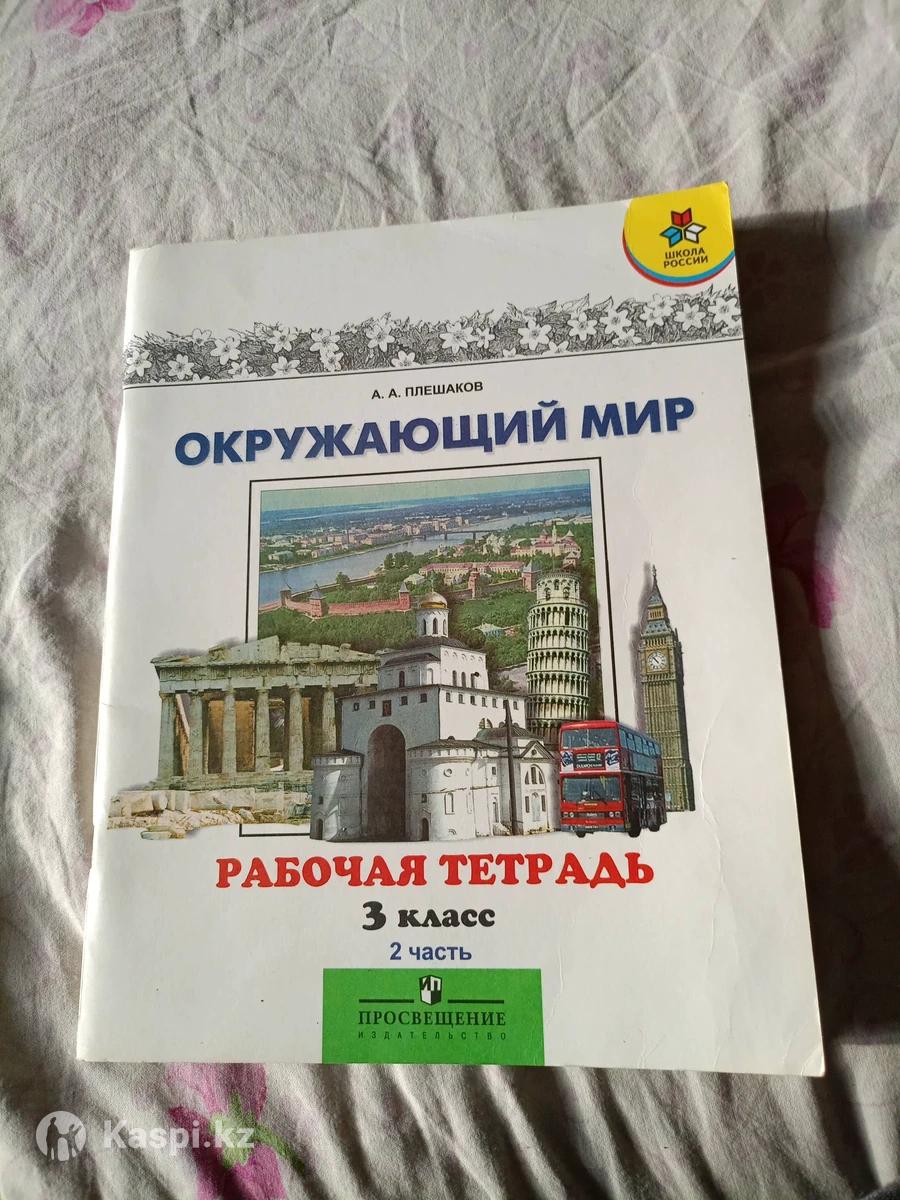 ШКОЛА
РОССИИ
А. А. ПЛЕШАКОВ
ОКРУЖАЮЩИЙ МИР
РАБОЧАЯ ТЕТРАДЬ
3 класс
2 часть
ПРОСВЕЩЕНИЕ
ИЗДАТЕЛЬСТВО
Kaspi.kz